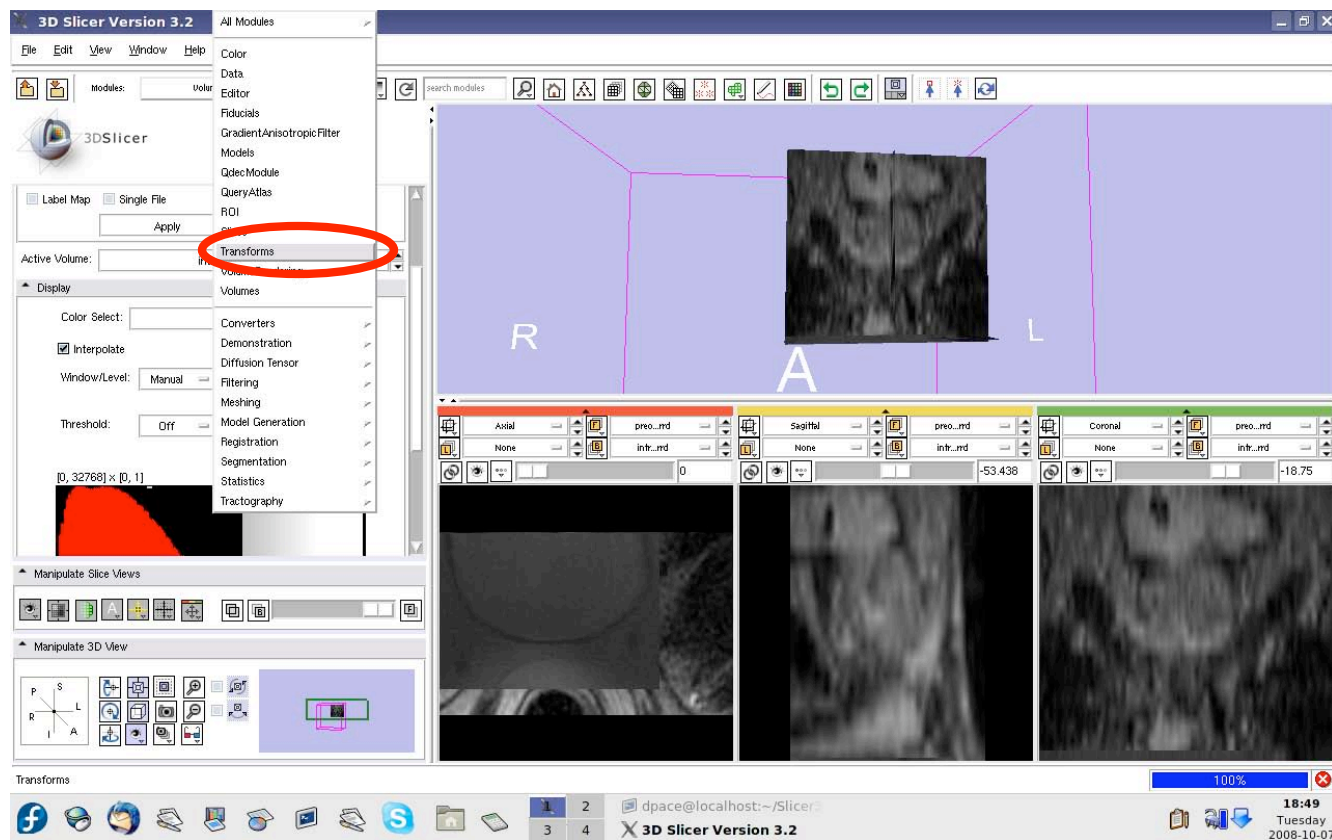 3D Slicer Version 3.2
File Edit View Window Help
Modules:
search modules
3DSlicer
All Modules
Color
Data
Editor
Fiducials
GradientAnisotropicFilter
Models
QdecModule
QueryAtlas
ROI
Transforms
Volumes
Converters
Demonstration
Diffusion Tensor
Filtering
Meshing
Model Generation
Registration
Segmentation
Statistics
Tractography
Label Map Single File
Apply
Active Volume:
Display
Color Select:
Interpolate
Window/Level: Manual
Threshold: Off
[0, 32768] x [0, 1]
Manipulate Slice Views
Manipulate 3D View
P S
R L
I A
R A L
Axial preo...rrd
None intr...rrd
0
Sagittal preo...rrd
None intr...rrd
-53.438
Coronal preo...rrd
None intr...rrd
-18.75
Transforms
100%
1 2
3 4
dpace@localhost:~/Slicer
3D Slicer Version 3.2
18:49
Tuesday
2008-10-07